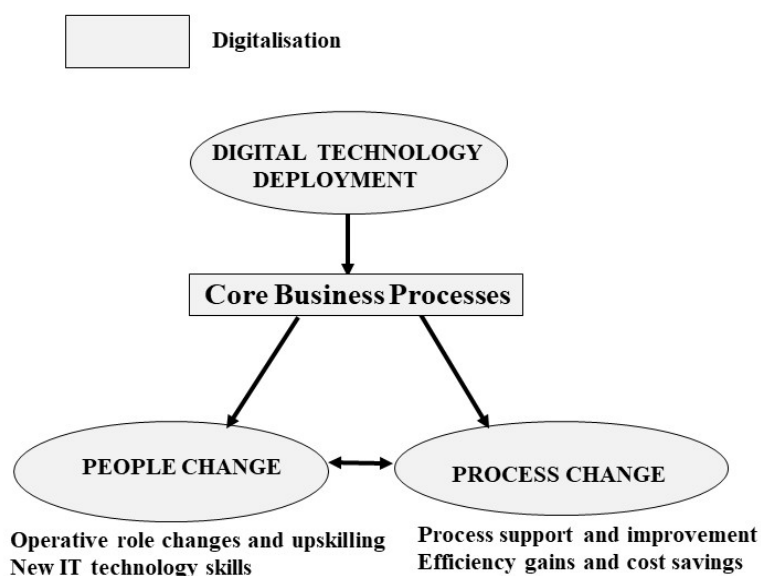 Digitalisation
DIGITAL TECHNOLOGY
DEPLOYMENT
Core Business Processes
PEOPLE CHANGE
PROCESS CHANGE
Operative role changes and upskilling
New IT technology skills
Process support and improvement
Efficiency gains and cost savings